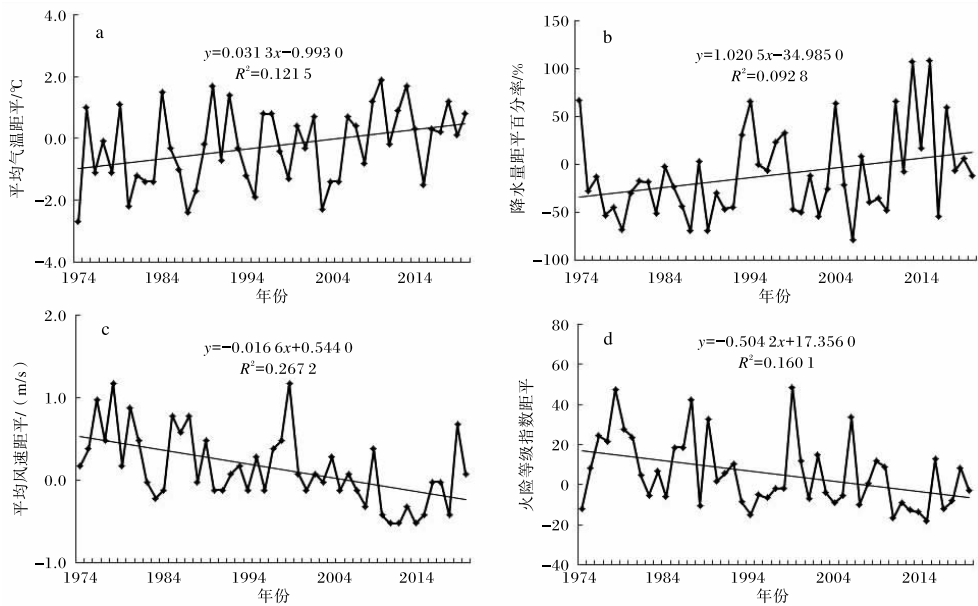 a
y=0.031 3x−0.993 0
R²=0.121 5
平均气温距平/℃
4.0
2.0
0.0
−2.0
−4.0
1974 1984 1994 2004 2014
年份
b
y=1.020 5x−34.985 0
R²=0.092 8
降水量距平百分率/%
150
100
50
0
−50
−100
1974 1984 1994 2004 2014
年份
c
y=−0.016 6x+0.544 0
R²=0.267 2
平均风速距平/（m/s）
2.0
1.0
0.0
−1.0
1974 1984 1994 2004 2014
年份
d
y=−0.504 2x+17.356 0
R²=0.160 1
火险等级指数距平
80
60
40
20
0
−20
−40
1974 1984 1994 2004 2014
年份